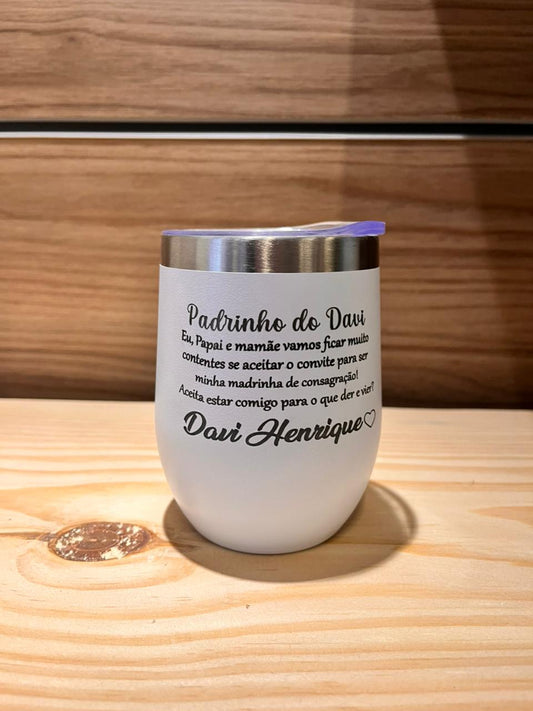 Padrinho do Davi
Eu, Papai e mamãe vamos ficar muito
contentes se aceitar o convite para ser
minha madrinha de consagração!
Aceita estar comigo para o que der e vier?
Davi Henrique